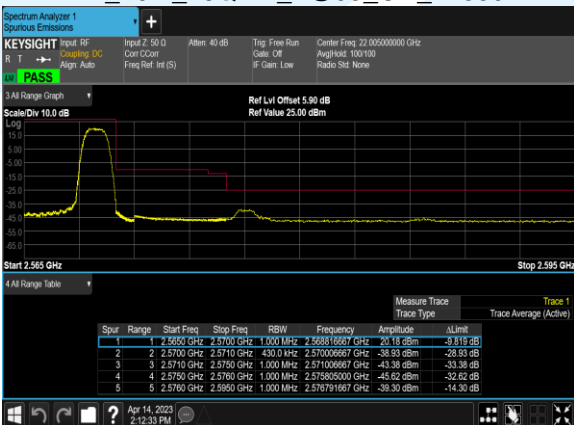 Spectrum Analyzer 1
Spurious Emissions
+
KEYSIGHT Input: RF Input Z: 50 Ω Atten: 40 dB Trig: Free Run Center Freq: 22.005000000 GHz
R T Coupling: DC Corr CCorr Gate: Off Avg|Hold: 100/100
Align: Auto Freq Ref: Int (S) IF Gain: Low Radio Std: None
PASS
3 All Range Graph
Ref Lvl Offset 5.90 dB
Scale/Div 10.0 dB Ref Value 25.00 dBm
Log
15.0
5.00
-5.00
-15.0
-25.0
-35.0
-45.0
-55.0
-65.0
Start 2.565 GHz Stop 2.595 GHz
4 All Range Table
Measure Trace Trace 1
Trace Type Trace Average (Active)
Spur Range Start Freq Stop Freq RBW Frequency Amplitude ΔLimit
1 1 2.5650 GHz 2.5700 GHz 1.000 MHz 2.568816667 GHz 20.18 dBm -9.819 dB
2 2 2.5700 GHz 2.5710 GHz 430.0 kHz 2.570006667 GHz -38.93 dBm -28.93 dB
3 3 2.5710 GHz 2.5750 GHz 1.000 MHz 2.571006667 GHz -43.38 dBm -33.38 dB
4 4 2.5750 GHz 2.5760 GHz 1.000 MHz 2.575805000 GHz -45.62 dBm -32.62 dB
5 5 2.5760 GHz 2.5950 GHz 1.000 MHz 2.576791667 GHz -39.30 dBm -14.30 dB
? Apr 14, 2023
2:12:33 PM